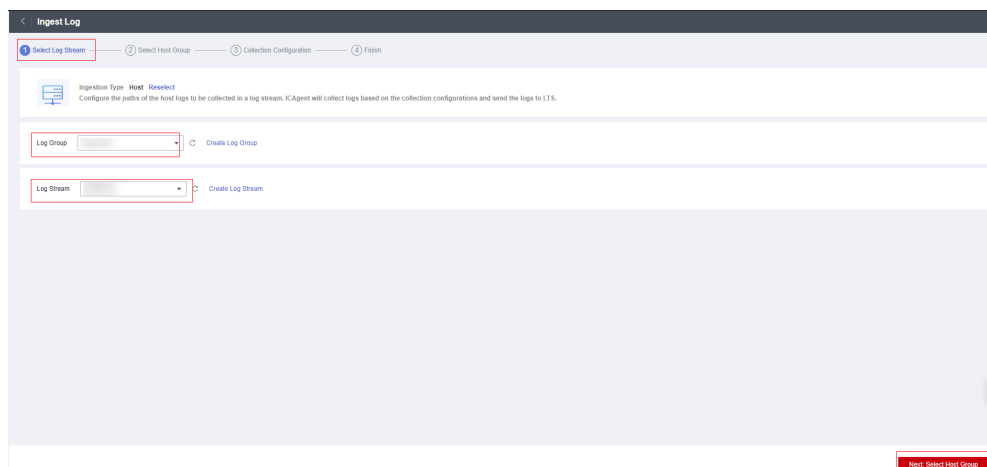 Ingest Log
1 Select Log Stream 2 Select Host Group 3 Collection Configuration 4 Finish
Ingestion Type Host Reselect
Configure the paths of the host logs to be collected in a log stream. ICAgent will collect logs based on the collection configurations and send the logs to LTS.
Log Group Create Log Group
Log Stream Create Log Stream
Next: Select Host Group